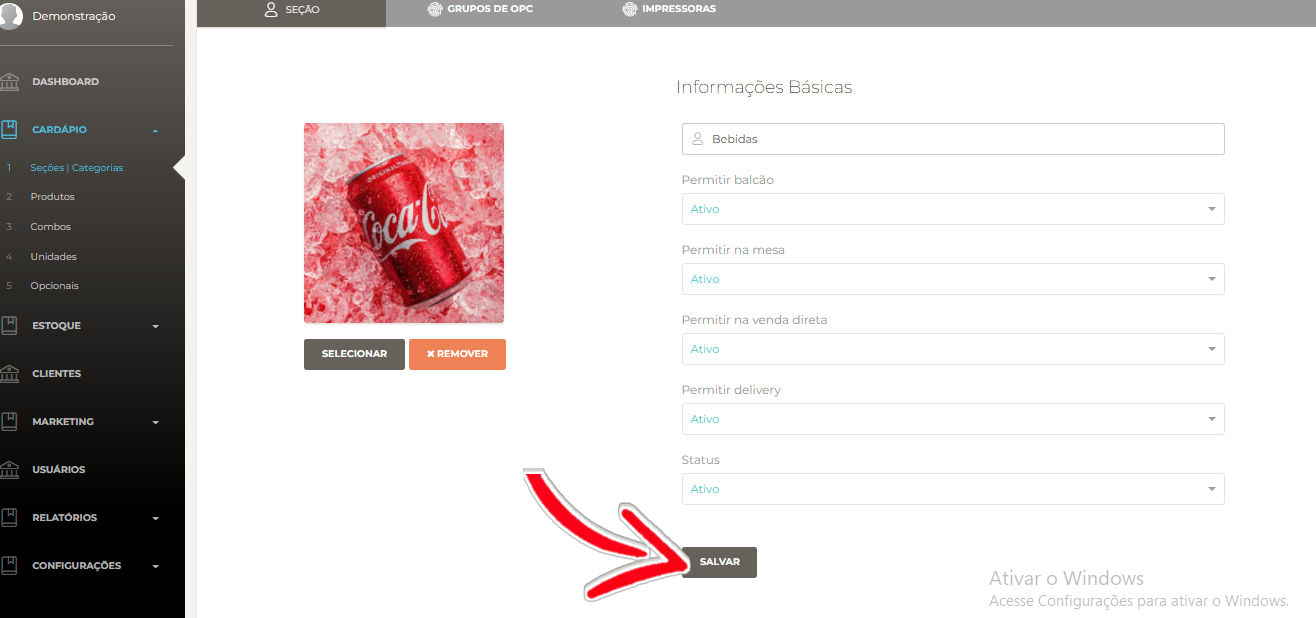 Demonstração
DASHBOARD
CARDÁPIO
1 Seções | Categorias
2 Produtos
3 Combos
4 Unidades
5 Opcionais
ESTOQUE
CLIENTES
MARKETING
USUÁRIOS
RELATÓRIOS
CONFIGURAÇÕES
SEÇÃO
GRUPOS DE OPC
IMPRESSORAS
ORIGINAL
Coca-Co
SELECIONAR
✖ REMOVER
Informações Básicas
Bebidas
Permitir balcão
Ativo
Permitir na mesa
Ativo
Permitir na venda direta
Ativo
Permitir delivery
Ativo
Status
Ativo
SALVAR
Ativar o Windows
Acesse Configurações para ativar o Windows.